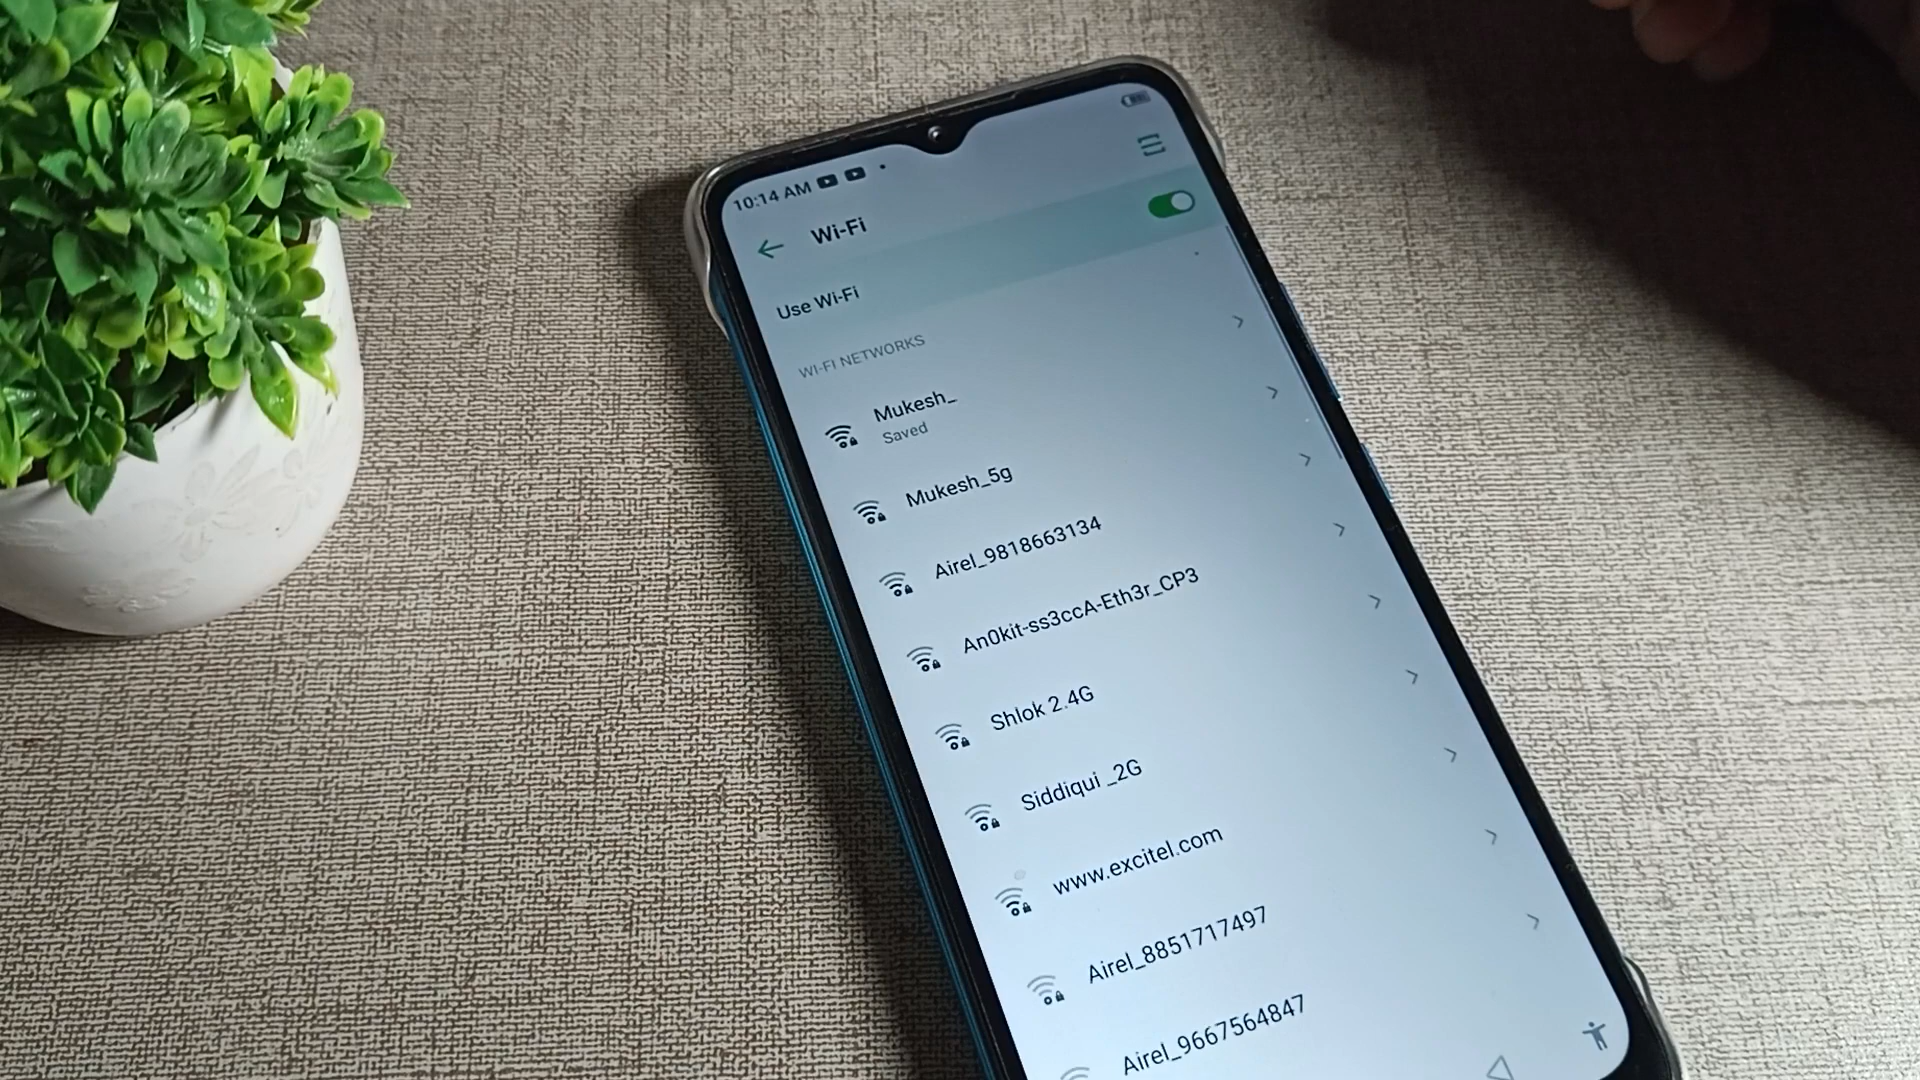 10:14 AM
Wi-Fi
Use Wi-Fi
WI-FI NETWORKS
Mukesh_
Saved
Mukesh_5g
Airel_9818663134
An0kit-ss3ccA-Eth3r_CP3
Shlok 2.4G
Siddiqui _2G
www.excitel.com
Airel_8851717497
Airel_9667564847